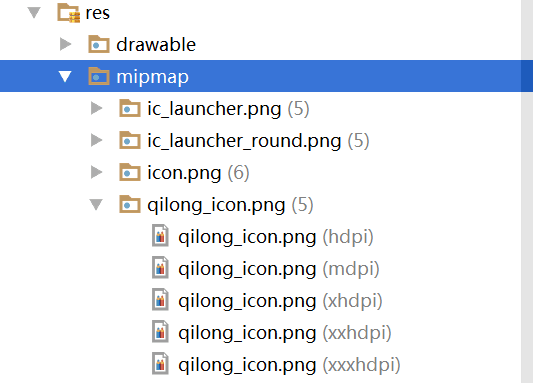 res
drawable
mipmap
ic_launcher.png (5)
ic_launcher_round.png (5)
icon.png (6)
qilong_icon.png (5)
qilong_icon.png (hdpi)
qilong_icon.png (mdpi)
qilong_icon.png (xhdpi)
qilong_icon.png (xxhdpi)
qilong_icon.png (xxxhdpi)